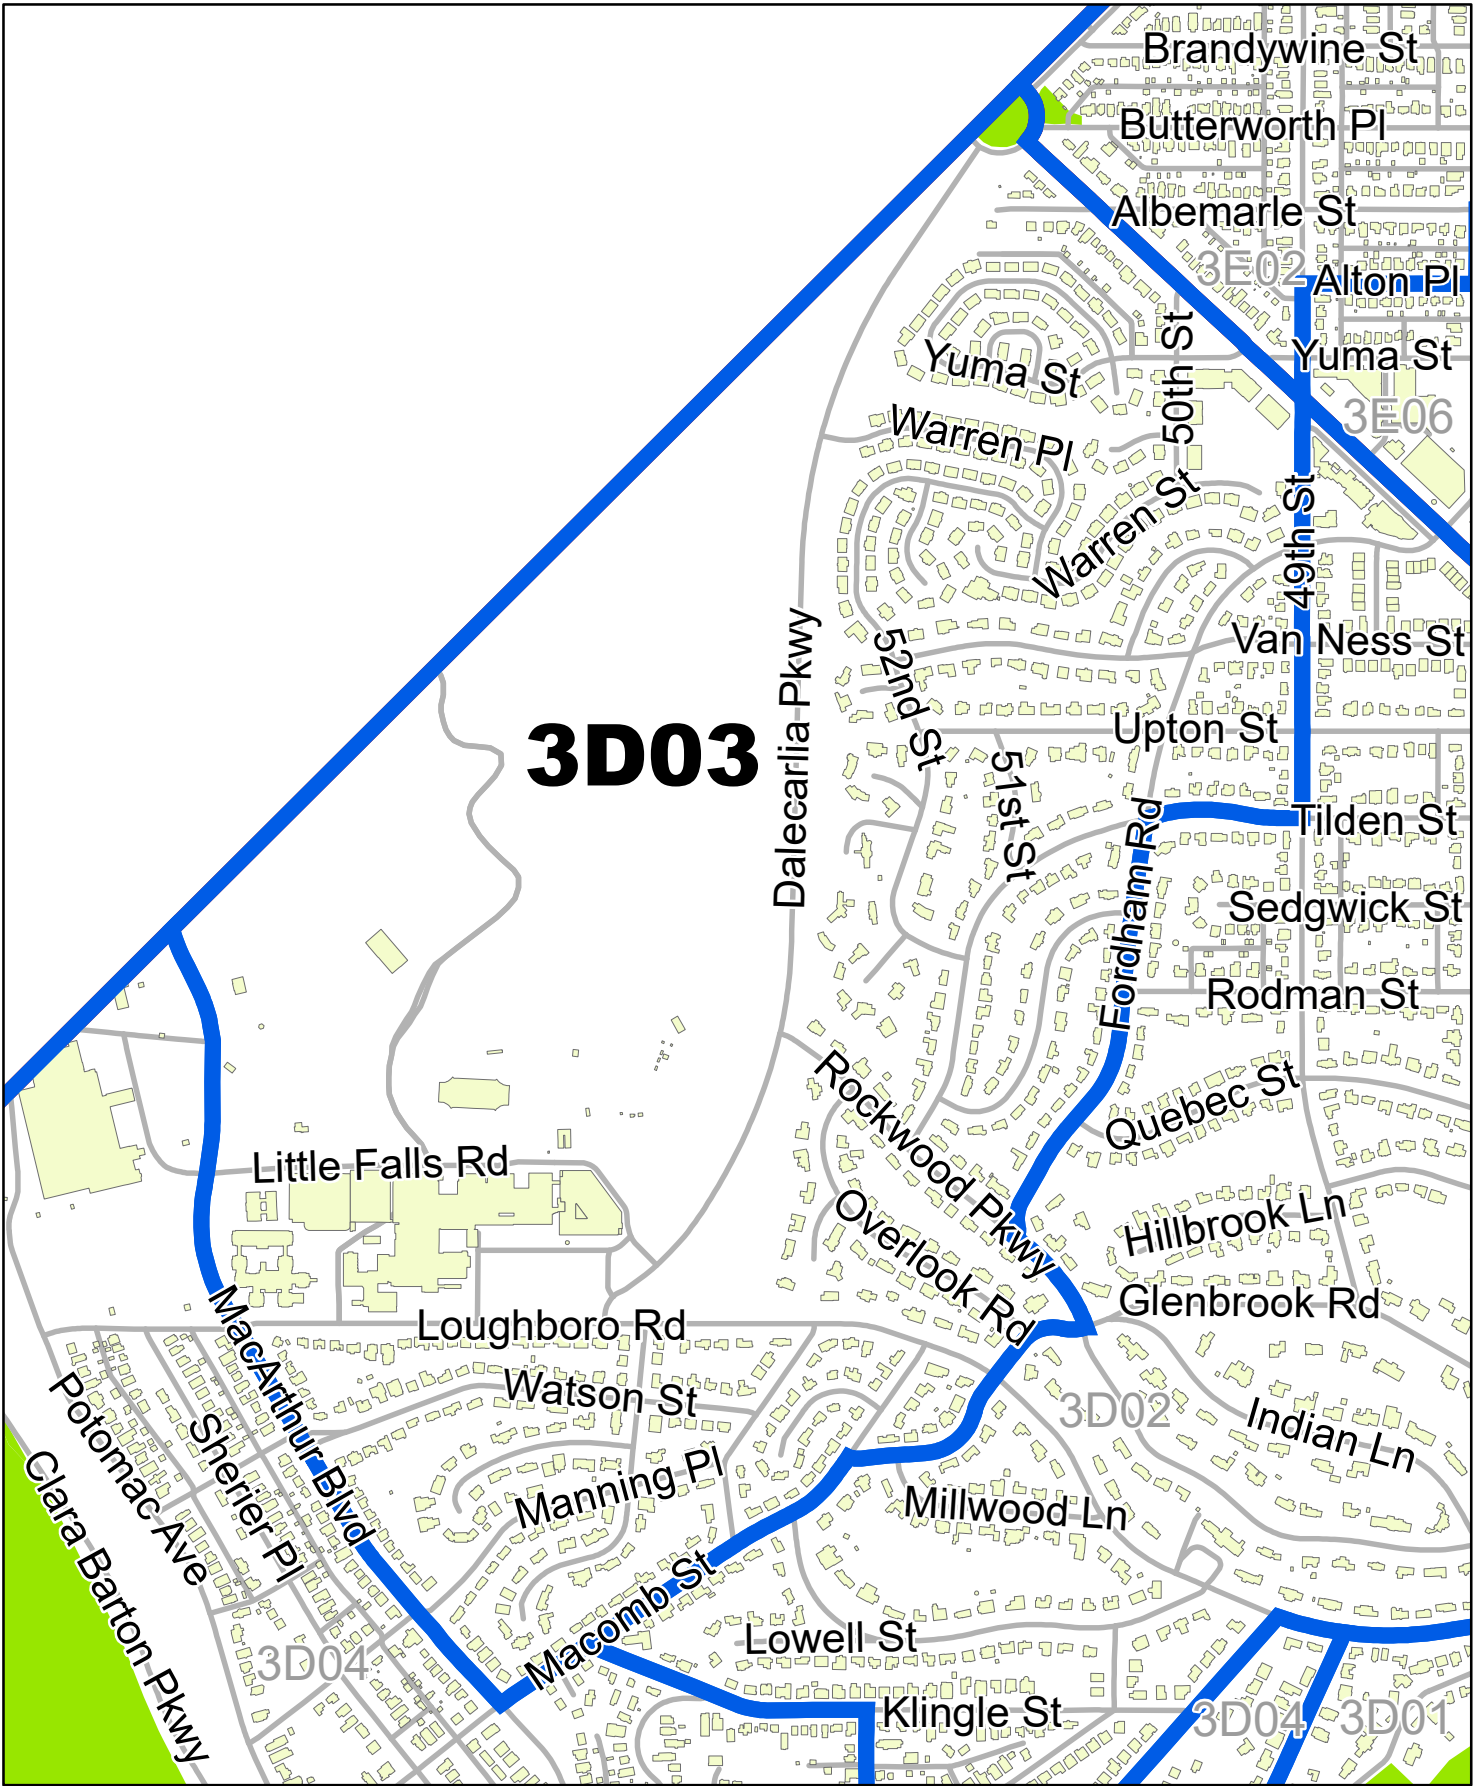 Brandywine St
Butterworth Pl
Albemarle St
3E02
Alton Pl
50th St
Yuma St
Yuma St
3E06
Warren Pl
Warren St
49th St
Van Ness St
52nd St
Dalecarlia Pkwy
3D03
Upton St
51st St
Fordham Rd
Tilden St
Sedgwick St
Rodman St
Rockwood Pkwy
Quebec St
Little Falls Rd
Overlook Rd
Hillbrook Ln
Glenbrook Rd
MacArthur Blvd
Loughboro Rd
Watson St
3D02
Indian Ln
Potomac Ave
Sherier Pl
Clara Barton Pkwy
Manning Pl
Millwood Ln
Macomb St
Lowell St
3D04
Klingle St
3D04
3D01